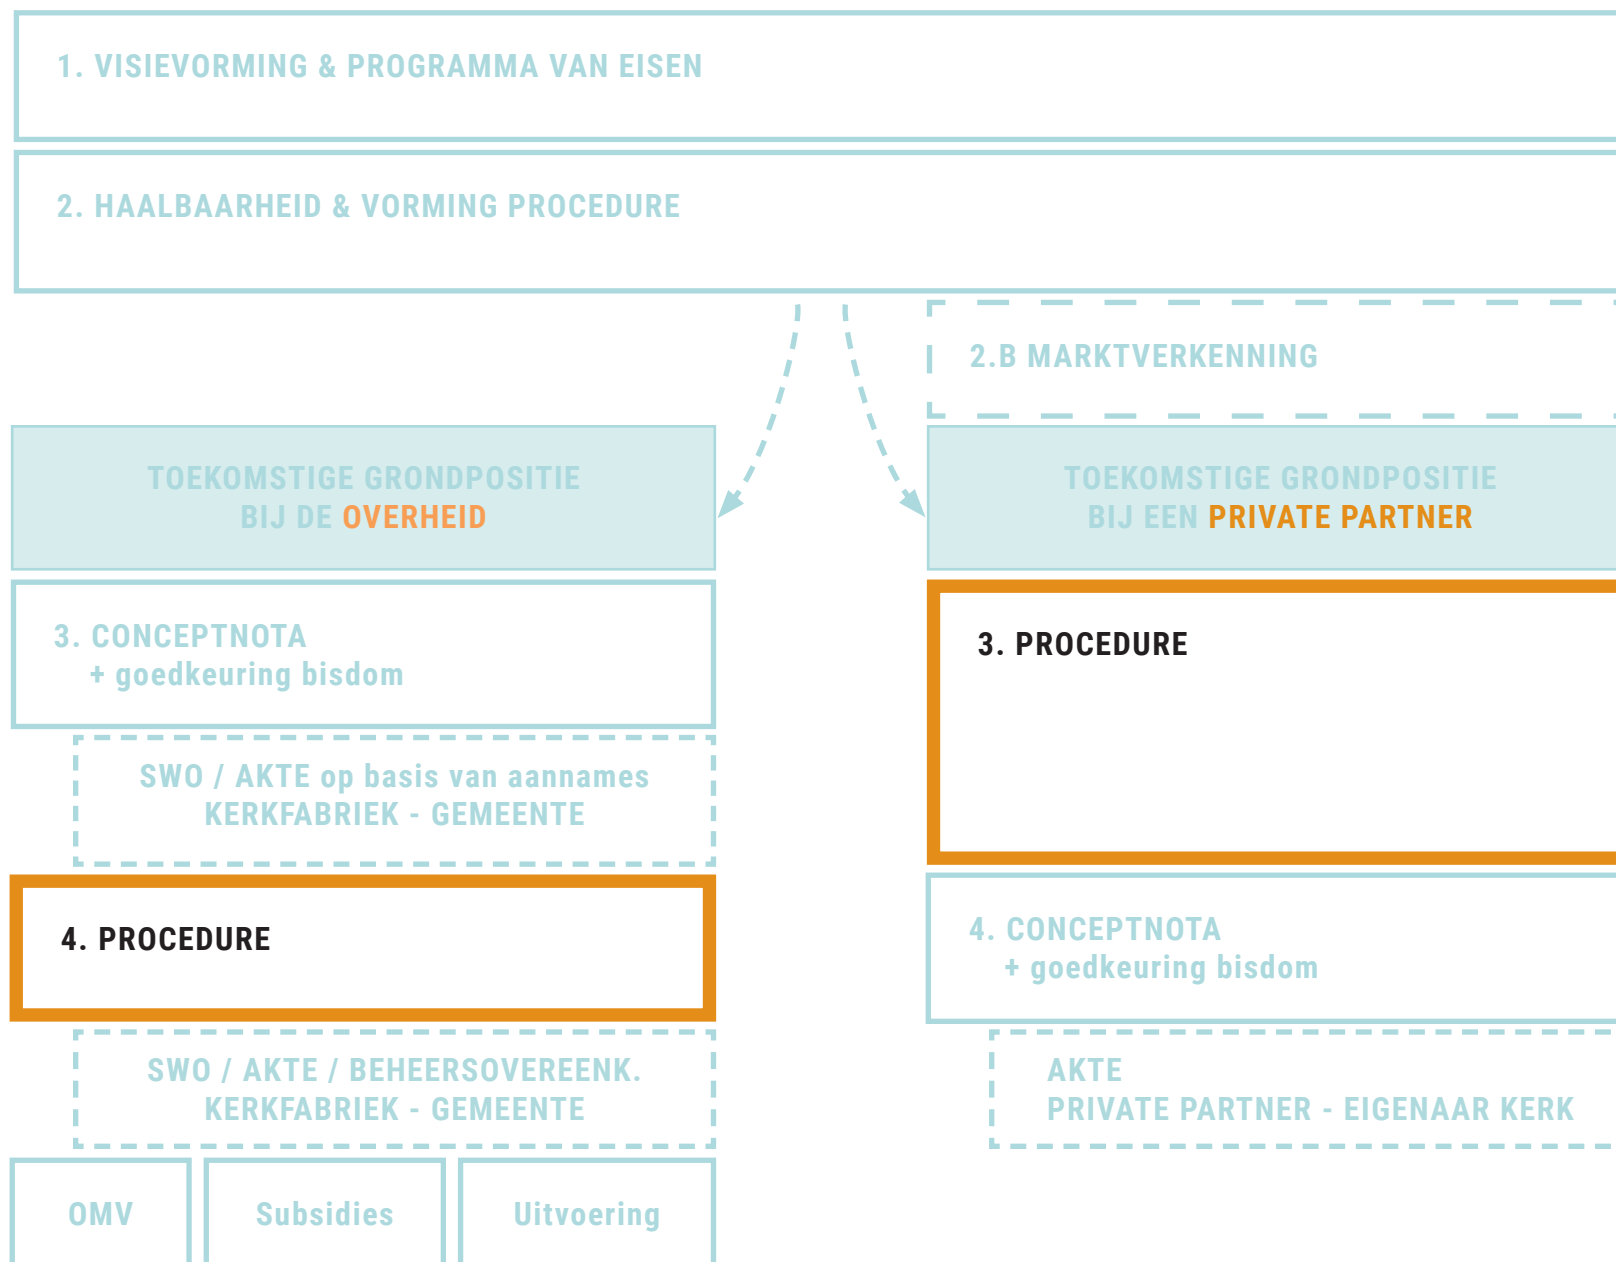 1. VISIEVORMING & PROGRAMMA VAN EISEN
2. HAALBAARHEID & VORMING PROCEDURE
2.B MARKTVERKENNING
TOEKOMSTIGE GRONDPOSITIE
BIJ DE OVERHEID
3. CONCEPTNOTA
+ goedkeuring bisdom
SWO / AKTE op basis van aannames
KERKFABRIEK - GEMEENTE
4. PROCEDURE
SWO / AKTE / BEHEERSOVEREENK.
KERKFABRIEK - GEMEENTE
OMV
Subsidies
Uitvoering
TOEKOMSTIGE GRONDPOSITIE
BIJ EEN PRIVATE PARTNER
3. PROCEDURE
4. CONCEPTNOTA
+ goedkeuring bisdom
AKTE
PRIVATE PARTNER - EIGENAAR KERK